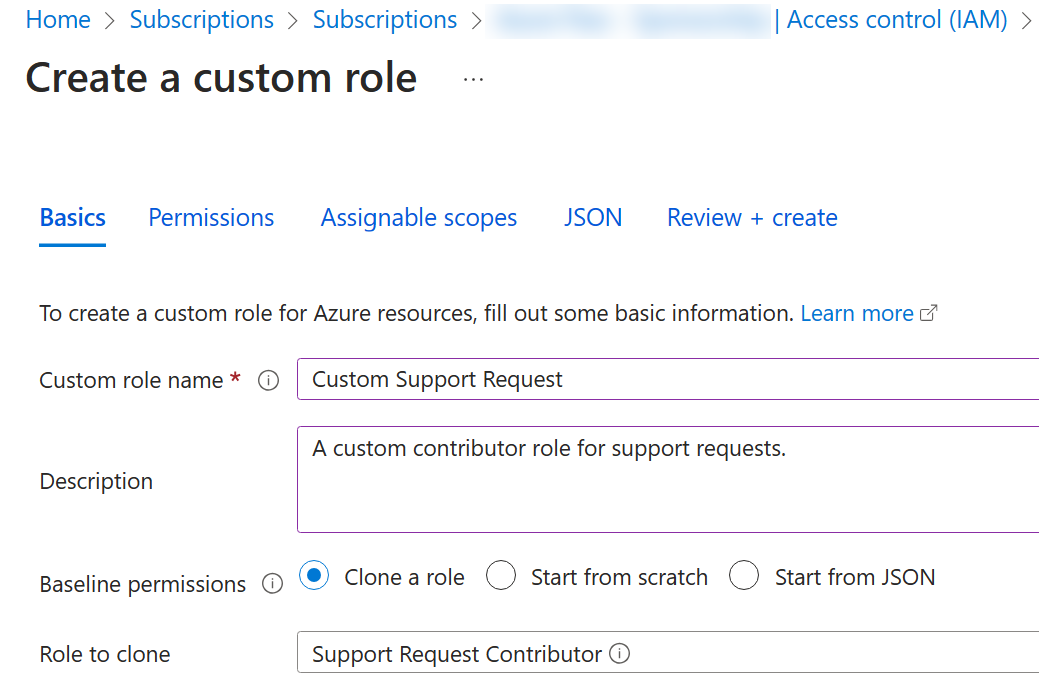 Home > Subscriptions > Subscriptions > | Access control (IAM) >
Create a custom role ...
Basics Permissions Assignable scopes JSON Review + create
To create a custom role for Azure resources, fill out some basic information. Learn more
Custom role name * Custom Support Request
A custom contributor role for support requests.
Description
Baseline permissions Clone a role Start from scratch Start from JSON
Role to clone Support Request Contributor